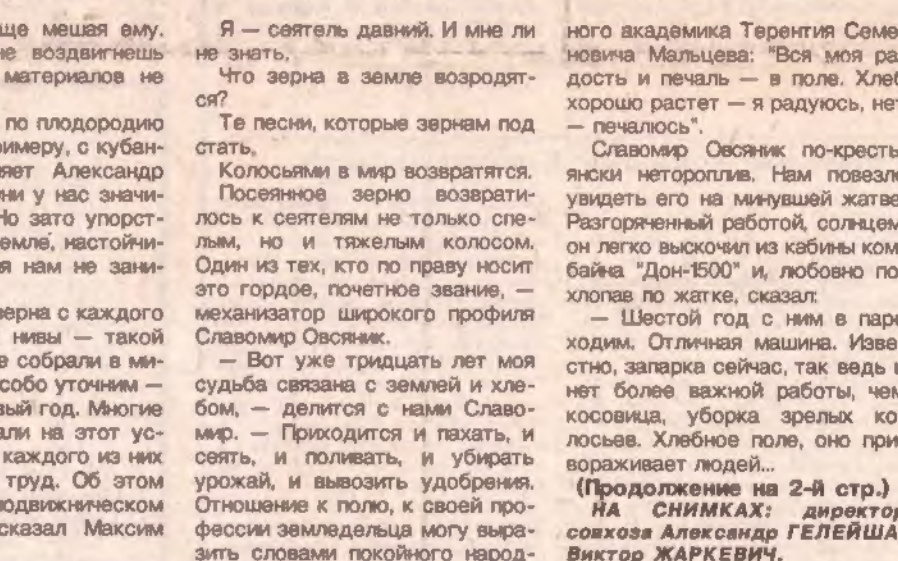 ще мешая ему.
не воздвигнешь
материалов не
по плодородию
римеру, с кубан-
яет Александр
ни у нас значи-
Но зато упорст-
емле, настойчи-
я нам не зани-
зерна с каждого
нивы — такой
е собрали в ми-
собо уточним —
вый год. Многие
али на этот ус-
каждого из них
труд. Об этом
подвижническом
сказал Максим
Я — сеятель давний. И мне ли
не знать,
Что зерна в земле возродят-
ся?
Те песни, которые зернам под
стать,
Колосьями в мир возвратятся.
Посеянное зерно возврати-
лось к сеятелям не только спе-
лым, но и тяжелым колосом.
Один из тех, кто по праву носит
это гордое, почетное звание, —
механизатор широкого профиля
Славомир Овсяник.
— Вот уже тридцать лет моя
судьба связана с землей и хле-
бом, — делится с нами Славо-
мир. — Приходится и пахать, и
сеять, и поливать, и убирать
урожай, и вывозить удобрения.
Отношение к полю, к своей про-
фессии земледельца могу выра-
зить словами покойного народ-
ного академика Терентия Семе
новича Мальцева: "Вся моя ра
дость и печаль — в поле. Хлеб
хорошо растет — я радуюсь, нет
— печалюсь".
Славомир Овсяник по-кресть
янски нетороплив. Нам повезло
увидеть его на минувшей жатве
Разгоряченный работой, солнцем
он легко выскочил из кабины ком
байна "Дон-1500" и, любовно по
хлопав по жатке, сказал:
— Шестой год с ним в паре
ходим. Отличная машина. Изве
стно, запарка сейчас, так ведь и
нет более важной работы, чем
косовица, уборка зрелых ко
лосьев. Хлебное поле, оно при
вораживает людей...
(Продолжение на 2-й стр.)
НА СНИМКАХ: директор
совхоза Александр ГЕЛЕЙША
Виктор ЖАРКЕВИЧ.